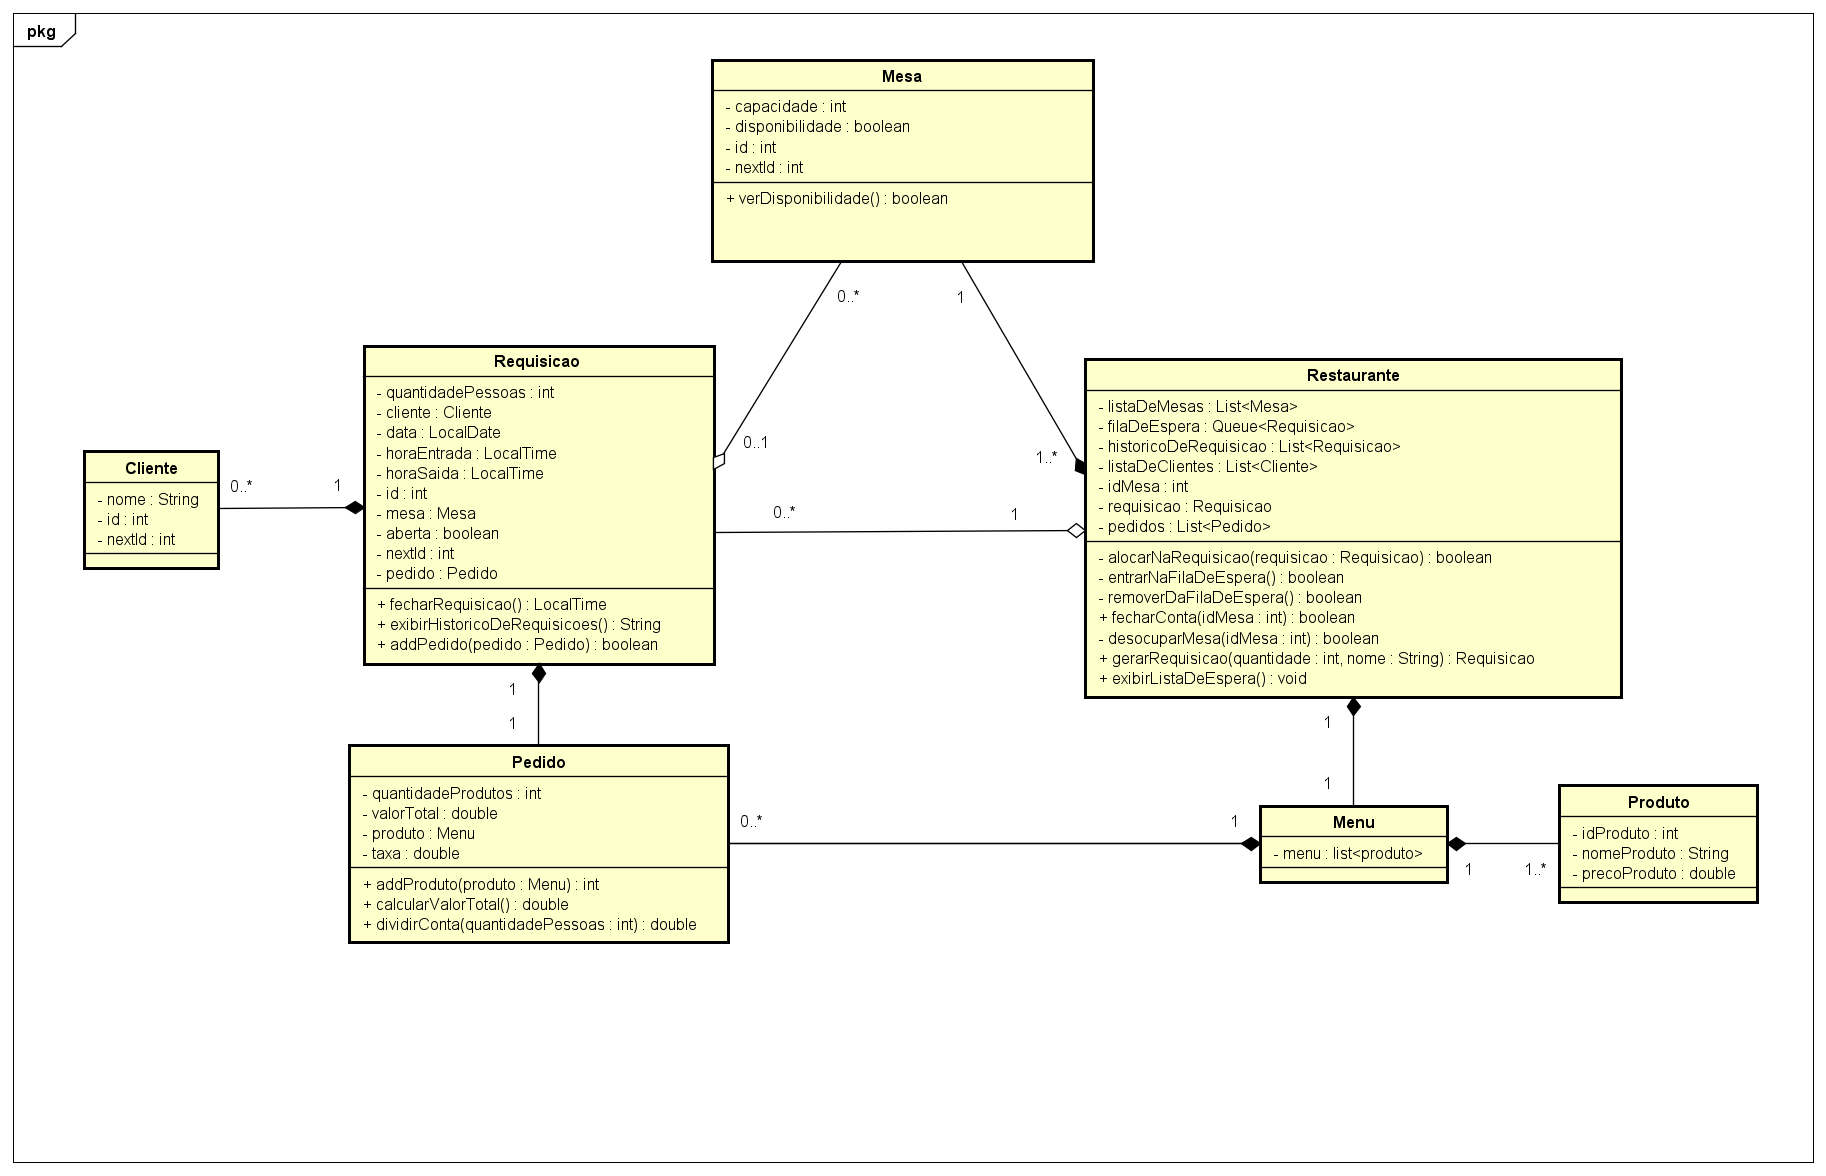 pkg
Mesa
- capacidade : int
- disponibilidade : boolean
- id : int
- nextId : int
+ verDisponibilidade() : boolean
0..*
1
Requisicao
- quantidadePessoas : int
- cliente : Cliente
- data : LocalDate
- horaEntrada : LocalTime
- horaSaida : LocalTime
- id : int
- mesa : Mesa
- aberta : boolean
- nextId : int
- pedido : Pedido
+ fecharRequisicao() : LocalTime
+ exibirHistoricoDeRequisicoes() : String
+ addPedido(pedido : Pedido) : boolean
0..1
1..*
Restaurante
- listaDeMesas : List<Mesa>
- filaDeEspera : Queue<Requisicao>
- historicoDeRequisicao : List<Requisicao>
- listaDeClientes : List<Cliente>
- idMesa : int
- requisicao : Requisicao
- pedidos : List<Pedido>
- alocarNaRequisicao(requisicao : Requisicao) : boolean
- entrarNaFilaDeEspera() : boolean
- removerDaFilaDeEspera() : boolean
+ fecharConta(idMesa : int) : boolean
- desocuparMesa(idMesa : int) : boolean
+ gerarRequisicao(quantidade : int, nome : String) : Requisicao
+ exibirListaDeEspera() : void
Cliente
- nome : String
- id : int
- nextId : int
0..*
1
0..*
1
1
1
1
1
Pedido
- quantidadeProdutos : int
- valorTotal : double
- produto : Menu
- taxa : double
+ addProduto(produto : Menu) : int
+ calcularValorTotal() : double
+ dividirConta(quantidadePessoas : int) : double
0..*
1
Menu
- menu : list<produto>
1
1..*
Produto
- idProduto : int
- nomeProduto : String
- precoProduto : double